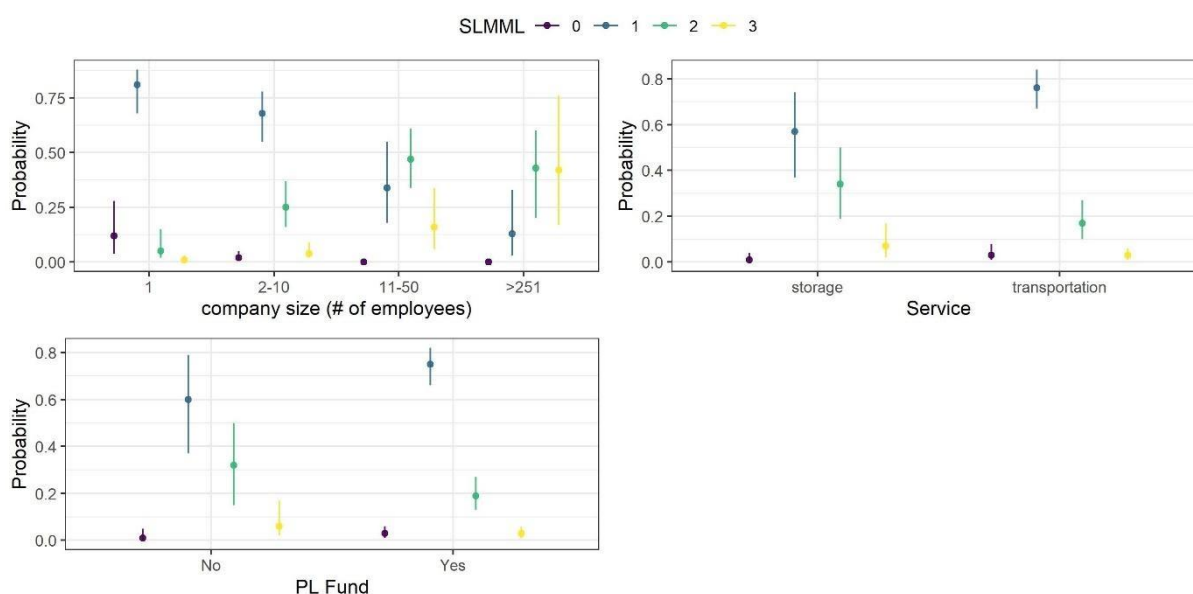 SLMML 0 1 2 3
Probability
0.75
0.50
0.25
0.00
1 2-10 11-50 >251
company size (# of employees)
Probability
0.8
0.6
0.4
0.2
0.0
storage transportation
Service
Probability
0.8
0.6
0.4
0.2
0.0
No Yes
PL Fund